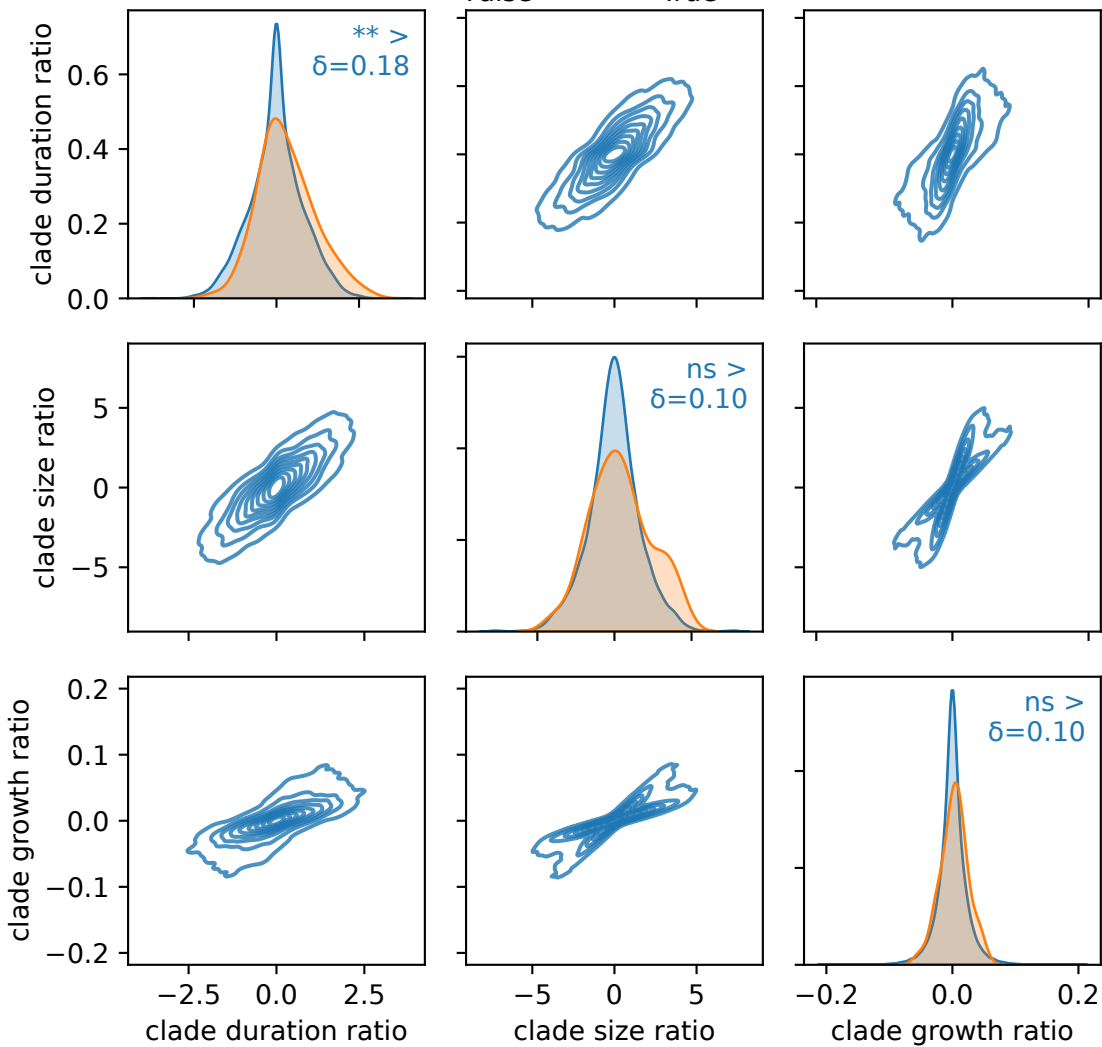 ** >
δ=0.18
clade duration ratio
0.6
0.4
0.2
0.0
ns >
δ=0.10
clade size ratio
5
0
−5
ns >
δ=0.10
clade growth ratio
0.2
0.1
0.0
−0.1
−0.2
−2.5 0.0 2.5
−5 0 5
−0.2 0.0 0.2
clade duration ratio
clade size ratio
clade growth ratio